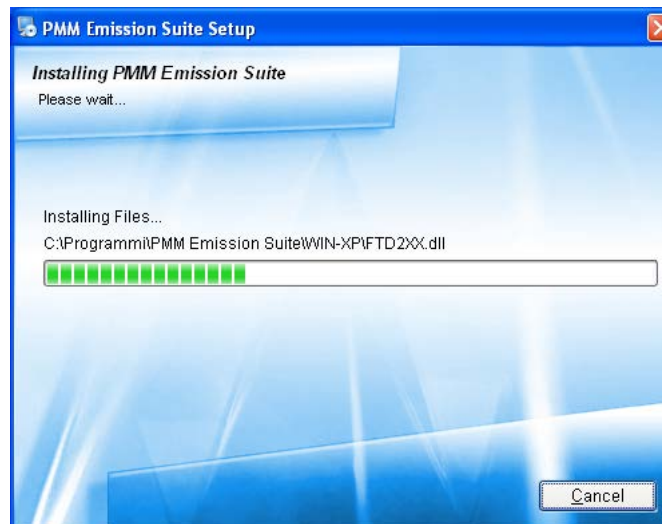 PMM Emission Suite Setup
Installing PMM Emission Suite
Please wait...
Installing Files...
C:\Programmi\PMM Emission Suite\WIN-XP\FTD2XX.dll
Cancel